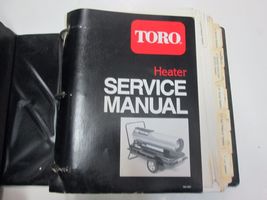 TORO
Heater
SERVICE
MANUAL